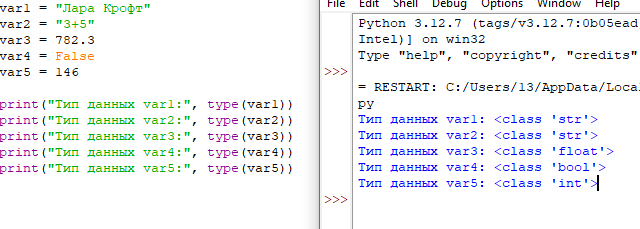 var1 = "Лара Крофт"
var2 = "3+5"
var3 = 782.3
var4 = False
var5 = 146
print("Тип данных var1:", type(var1))
print("Тип данных var2:", type(var2))
print("Тип данных var3:", type(var3))
print("Тип данных var4:", type(var4))
print("Тип данных var5:", type(var5))
File Edit Shell Debug Options Window Help
Python 3.12.7 (tags/v3.12.7:0b05ead
Intel)] on win32
Type "help", "copyright", "credits"
>>>
= RESTART: C:/Users/13/AppData/Local
py
Тип данных var1: <class 'str'>
Тип данных var2: <class 'str'>
Тип данных var3: <class 'float'>
Тип данных var4: <class 'bool'>
Тип данных var5: <class 'int'>
>>>